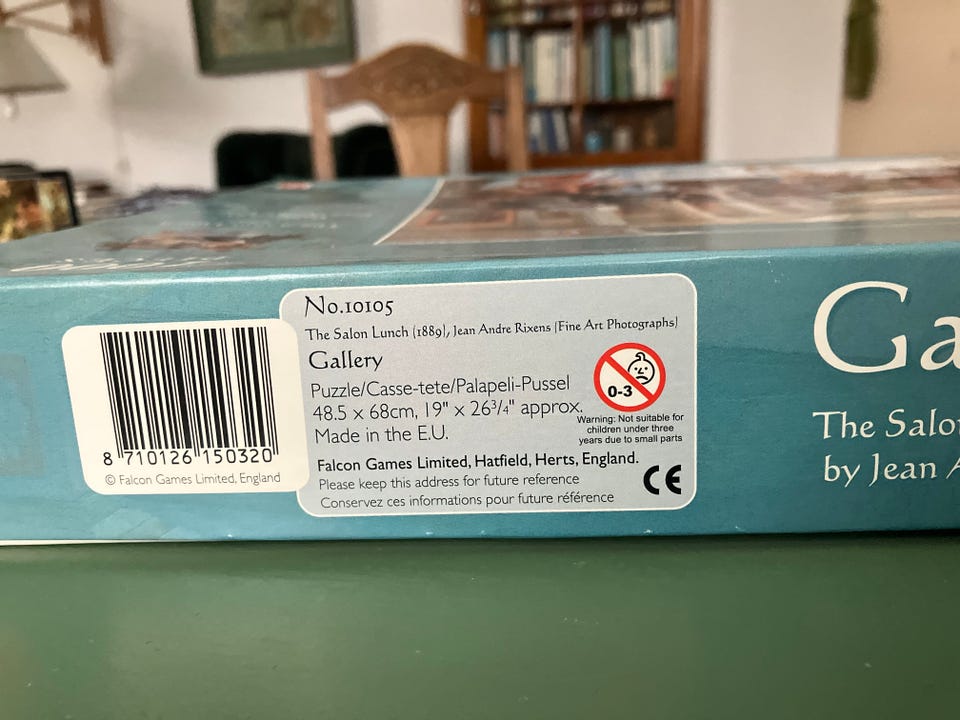 No.10105
The Salon Lunch (1889), Jean Andre Rixens (Fine Art Photographs)
Gallery
Puzzle/Casse-tete/Palapeli-Pussel
48.5 x 68cm, 19" x 26¾" approx.
Made in the E.U.
0-3
Warning: Not suitable for
children under three
years due to small parts
Falcon Games Limited, Hatfield, Herts, England.
Please keep this address for future reference
Conservez ces informations pour future référence
CE
8 710126 150320
© Falcon Games Limited, England
Ga
The Salo
by Jean A